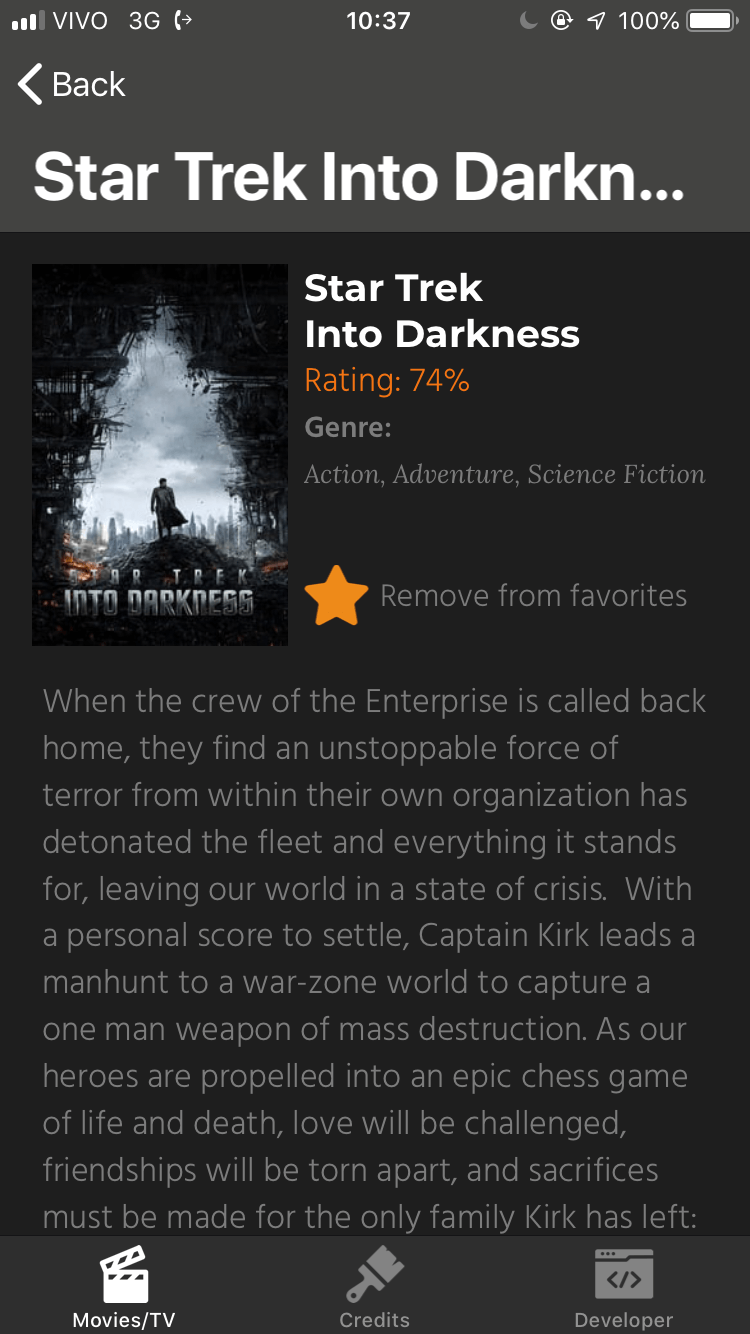 VIVO 3G 10:37 100%
Back
Star Trek Into Darkn...
Star Trek
Into Darkness
Rating: 74%
Genre:
Action, Adventure, Science Fiction
STAR TREK
INTO DARKNESS
Remove from favorites
When the crew of the Enterprise is called back
home, they find an unstoppable force of
terror from within their own organization has
detonated the fleet and everything it stands
for, leaving our world in a state of crisis.  With
a personal score to settle, Captain Kirk leads a
manhunt to a war-zone world to capture a
one man weapon of mass destruction. As our
heroes are propelled into an epic chess game
of life and death, love will be challenged,
friendships will be torn apart, and sacrifices
must be made for the only family Kirk has left:
Movies/TV Credits Developer